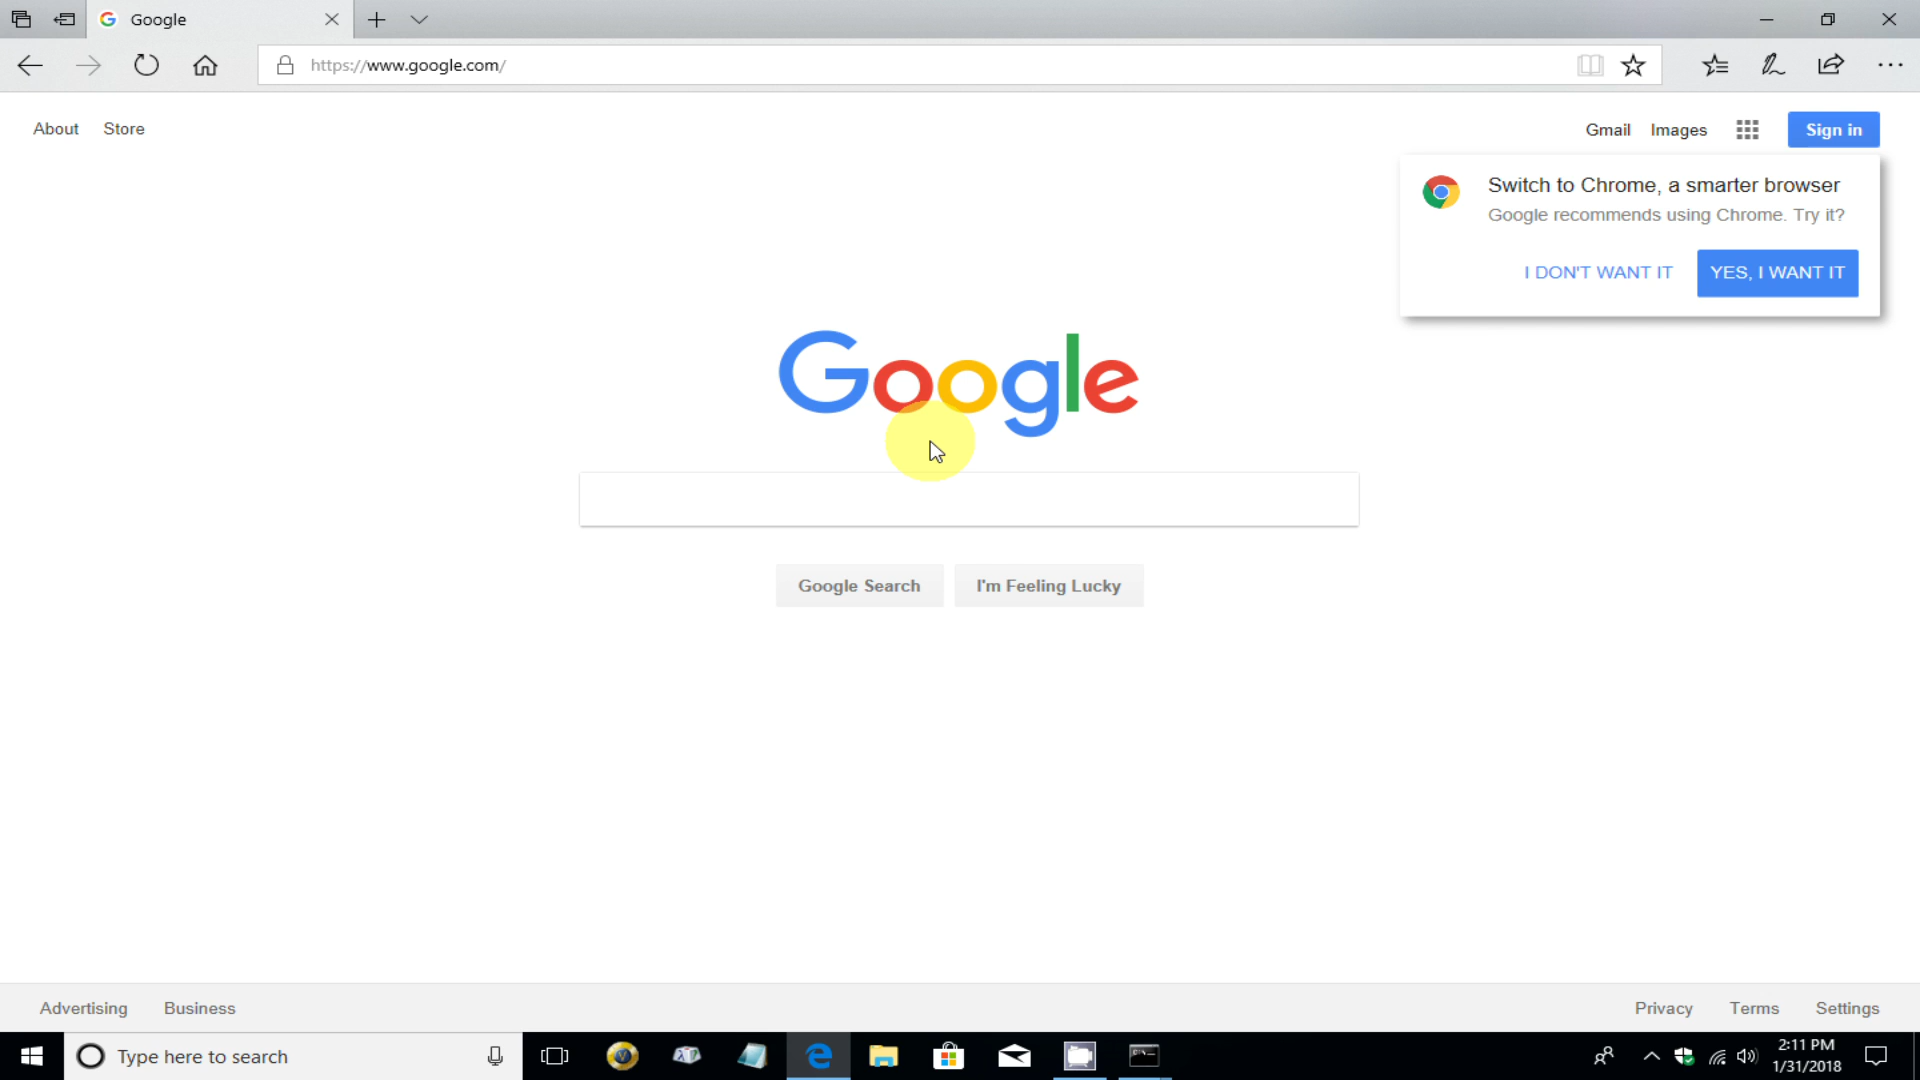 Google
https://www.google.com/
About Store
Gmail Images Sign in
Switch to Chrome, a smarter browser
Google recommends using Chrome. Try it?
I DON'T WANT IT YES, I WANT IT
Google
Google Search I'm Feeling Lucky
Advertising Business
Privacy Terms Settings
Type here to search
2:11 PM
1/31/2018